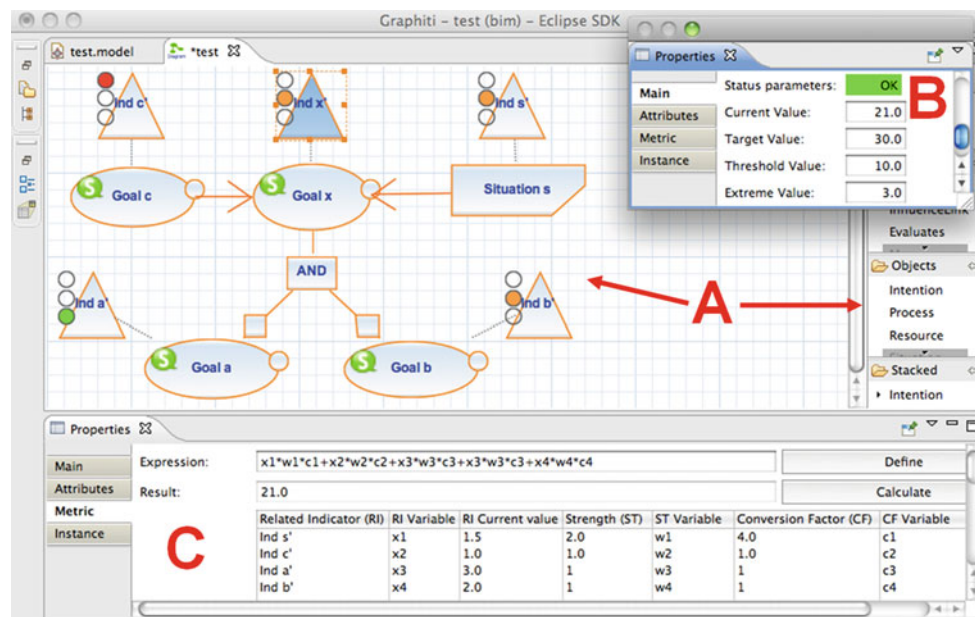 Graphiti - test (bim) - Eclipse SDK
test.model
*test
Ind c'
Ind x'
Ind s'
Goal c
Goal x
Situation s
AND
Ind a'
Ind b'
Goal a
Goal b
A
Properties
Main
Attributes
Metric
Instance
Status parameters: OK
Current Value: 21.0
Target Value: 30.0
Threshold Value: 10.0
Extreme Value: 3.0
B
InfluenceLink
Evaluates
Objects
Intention
Process
Resource
Stacked
Intention
Properties
Main
Attributes
Metric
Instance
Expression: x1*w1*c1+x2*w2*c2+x3*w3*c3+x3*w3*c3+x4*w4*c4 Define
Result: 21.0 Calculate
C
Related Indicator (RI) RI Variable RI Current value Strength (ST) ST Variable Conversion Factor (CF) CF Variable
Ind s' x1 1.5 2.0 w1 4.0 c1
Ind c' x2 1.0 1.0 w2 1.0 c2
Ind a' x3 3.0 1 w3 1 c3
Ind b' x4 2.0 1 w4 1 c4